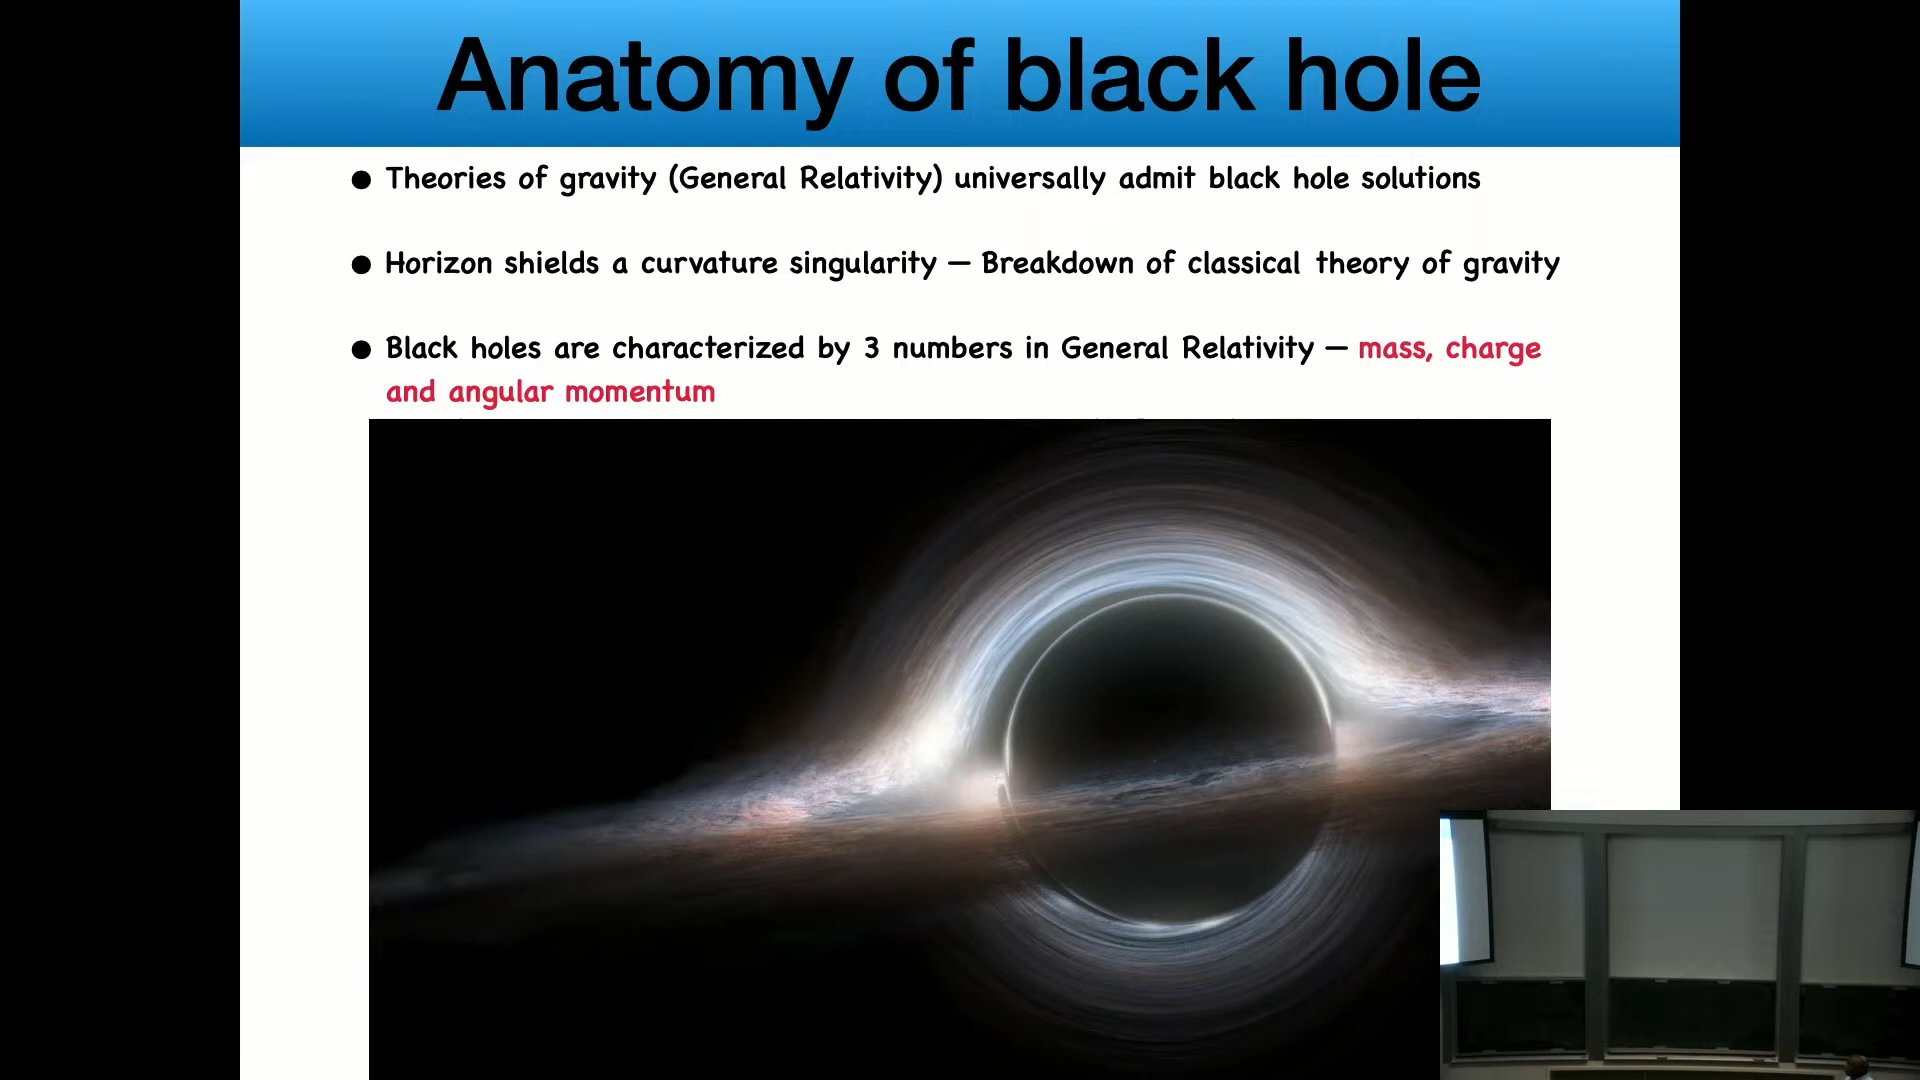 Anatomy of black hole
● Theories of gravity (General Relativity) universally admit black hole solutions
● Horizon shields a curvature singularity — Breakdown of classical theory of gravity
● Black holes are characterized by 3 numbers in General Relativity — mass, charge
and angular momentum